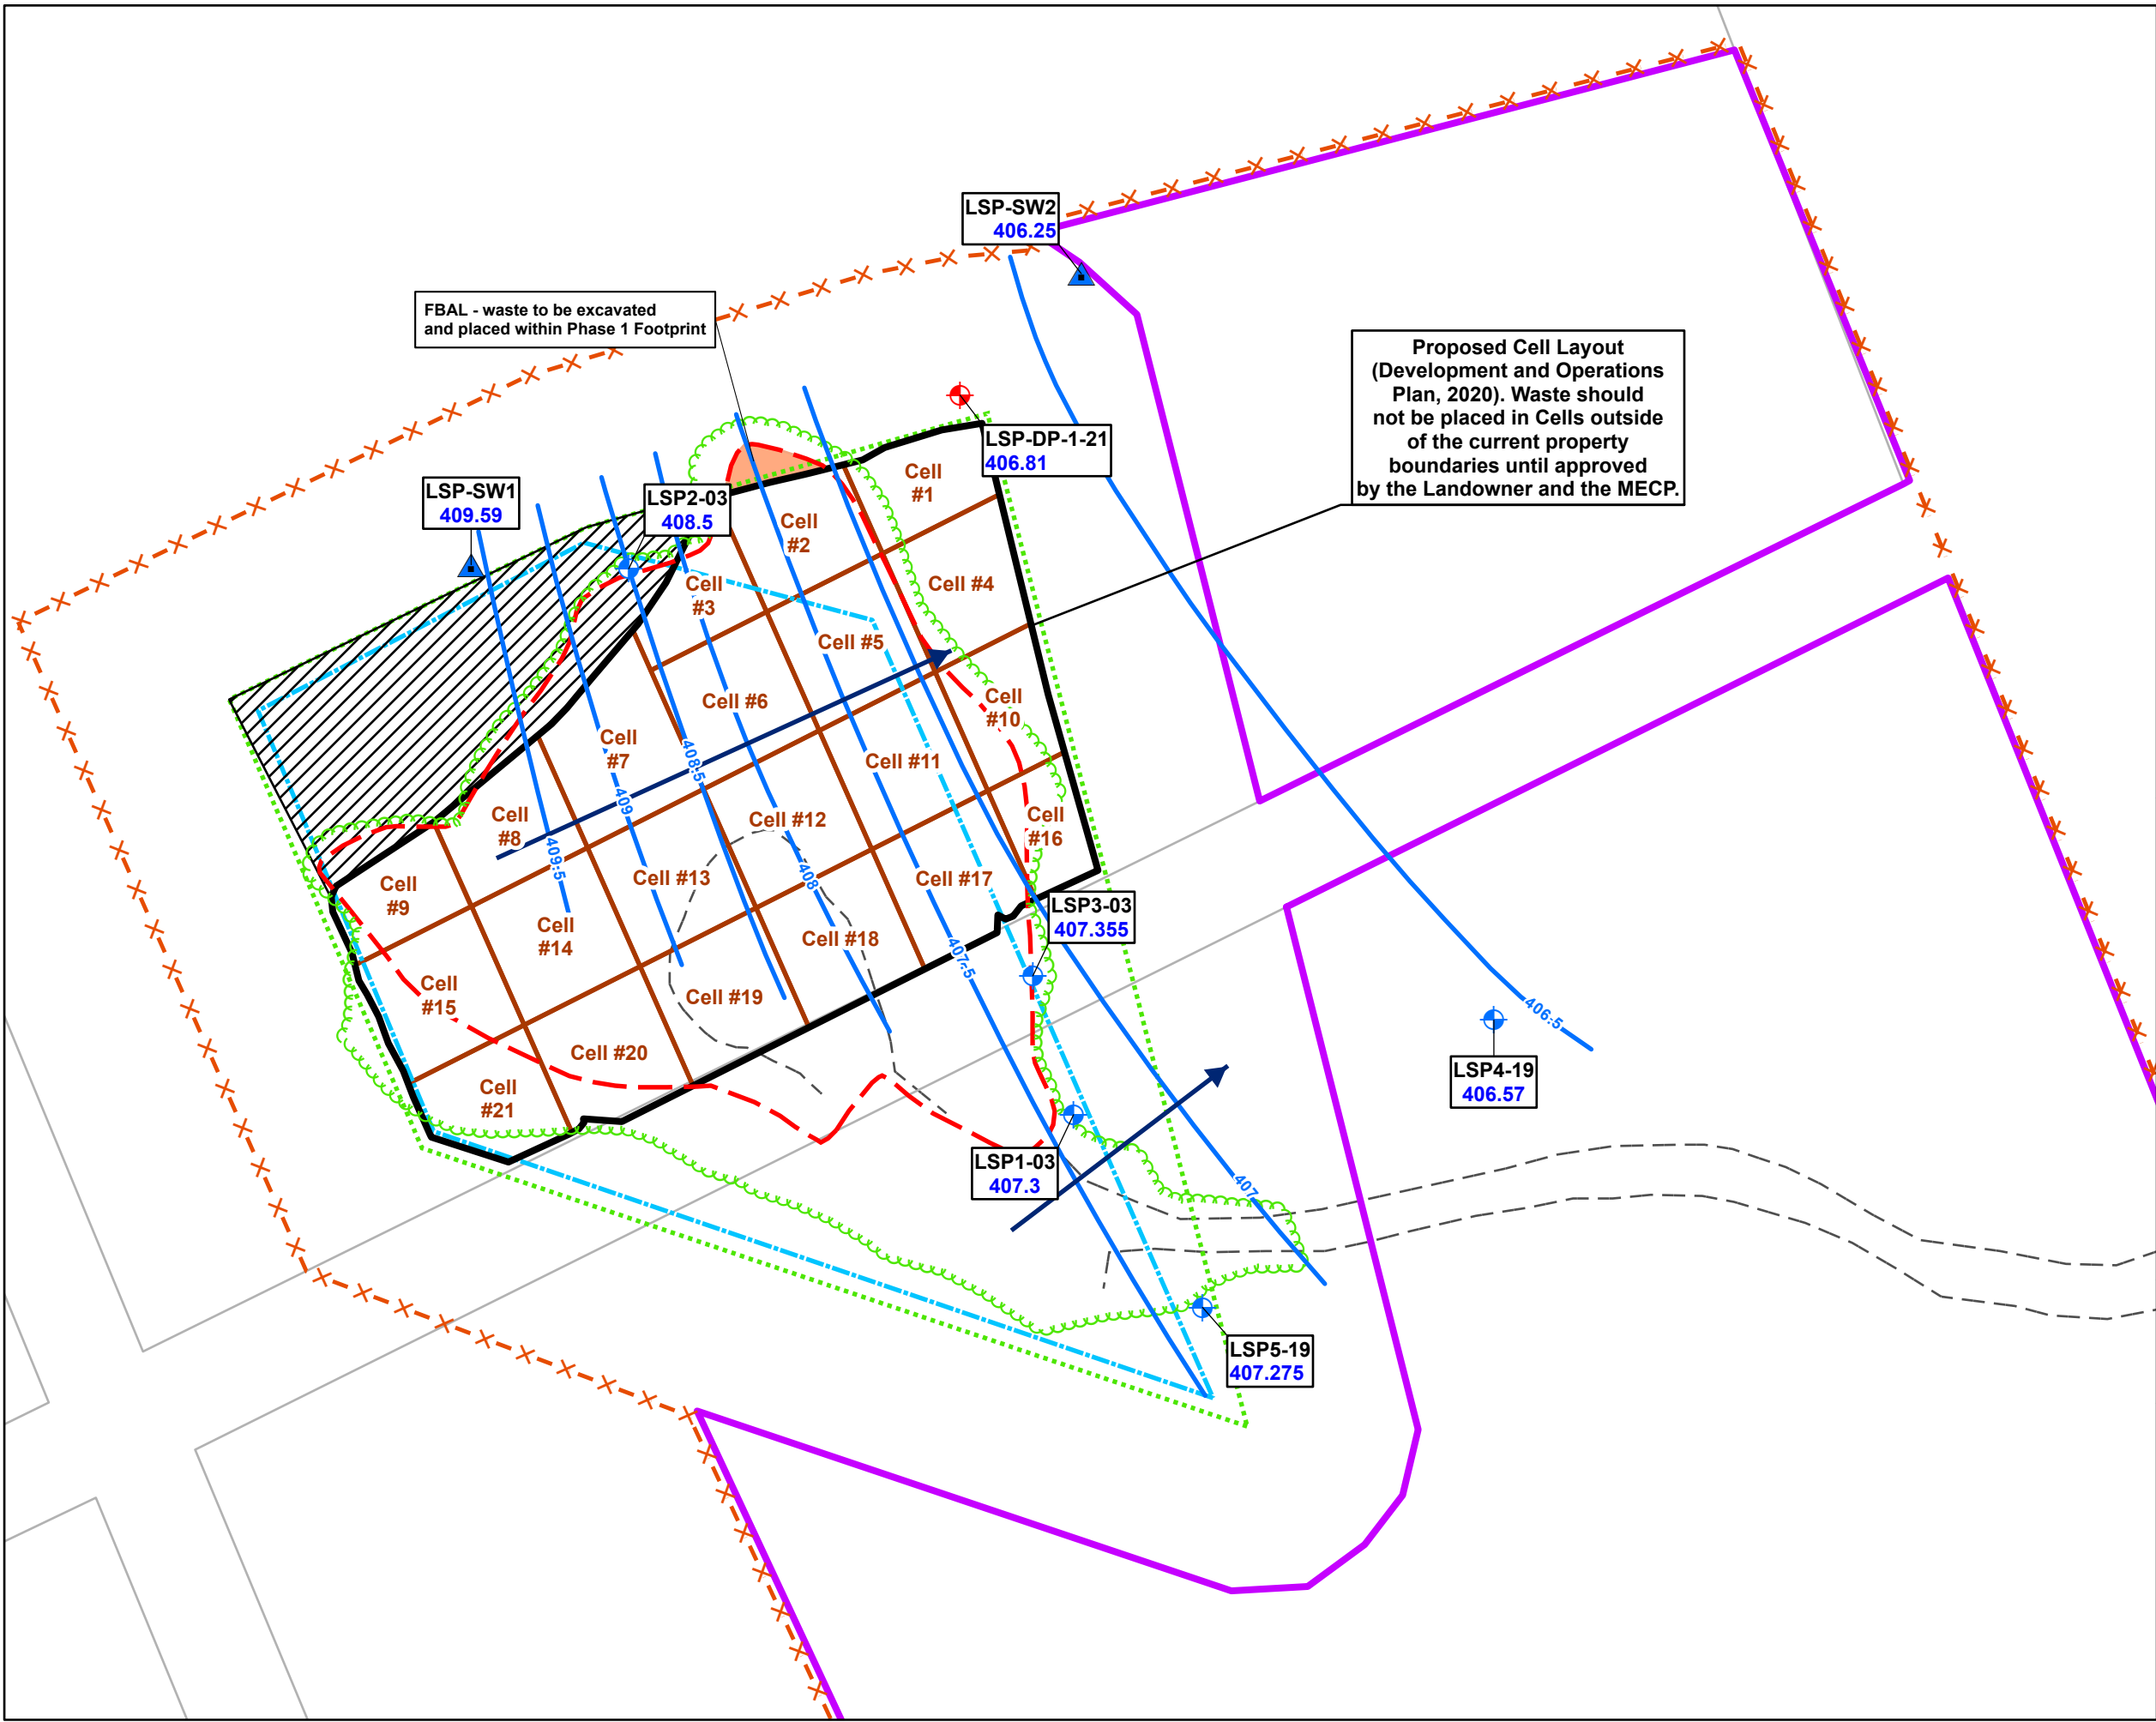 LSP-SW2
406.25
FBAL - waste to be excavated
and placed within Phase 1 Footprint
Proposed Cell Layout
(Development and Operations
Plan, 2020). Waste should
not be placed in Cells outside
of the current property
boundaries until approved
by the Landowner and the MECP.
LSP-DP-1-21
406.81
LSP-SW1
409.59
LSP2-03
408.5
Cell
#1
Cell
#2
Cell
#3
Cell #4
Cell #5
Cell #6
Cell
#7
Cell
#8
Cell
#9
Cell
#10
Cell #11
Cell #12
Cell #13
Cell
#14
Cell
#15
Cell
#16
Cell #17
Cell #18
Cell #19
Cell #20
Cell
#21
409.5
409
408.5
408
407.5
407
406.5
LSP3-03
407.355
LSP4-19
406.57
LSP1-03
407.3
LSP5-19
407.275